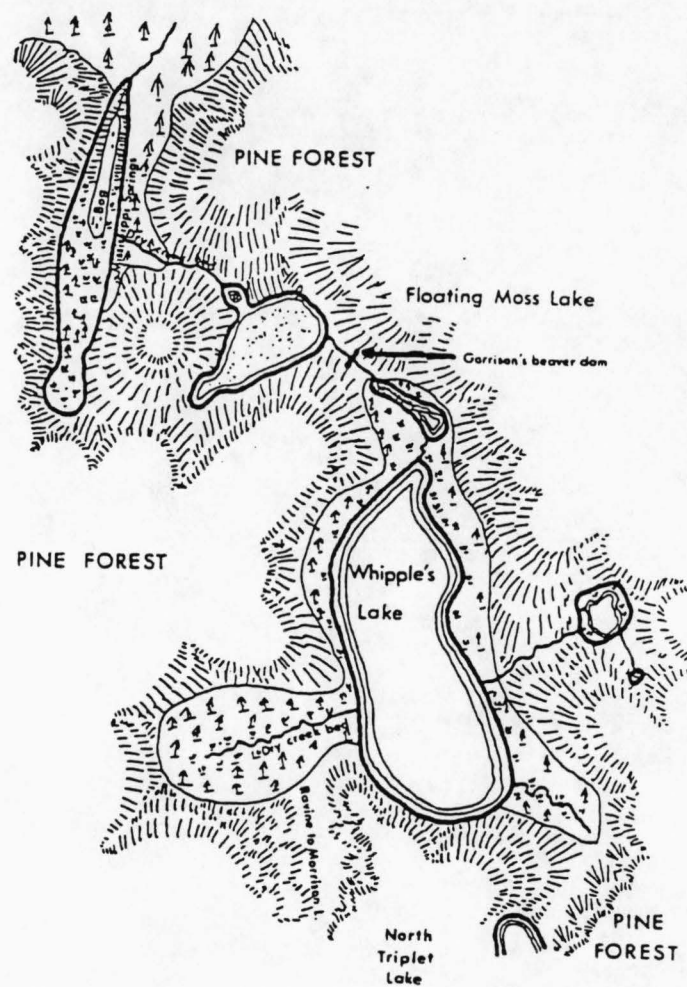 PINE FOREST
Bog
Springs
Floating Moss Lake
Garrison's beaver dam
PINE FOREST
Whipple's
Lake
Dry creek bed
Ravine to Morrison L.
North
Triplet
Lake
PINE
FOREST